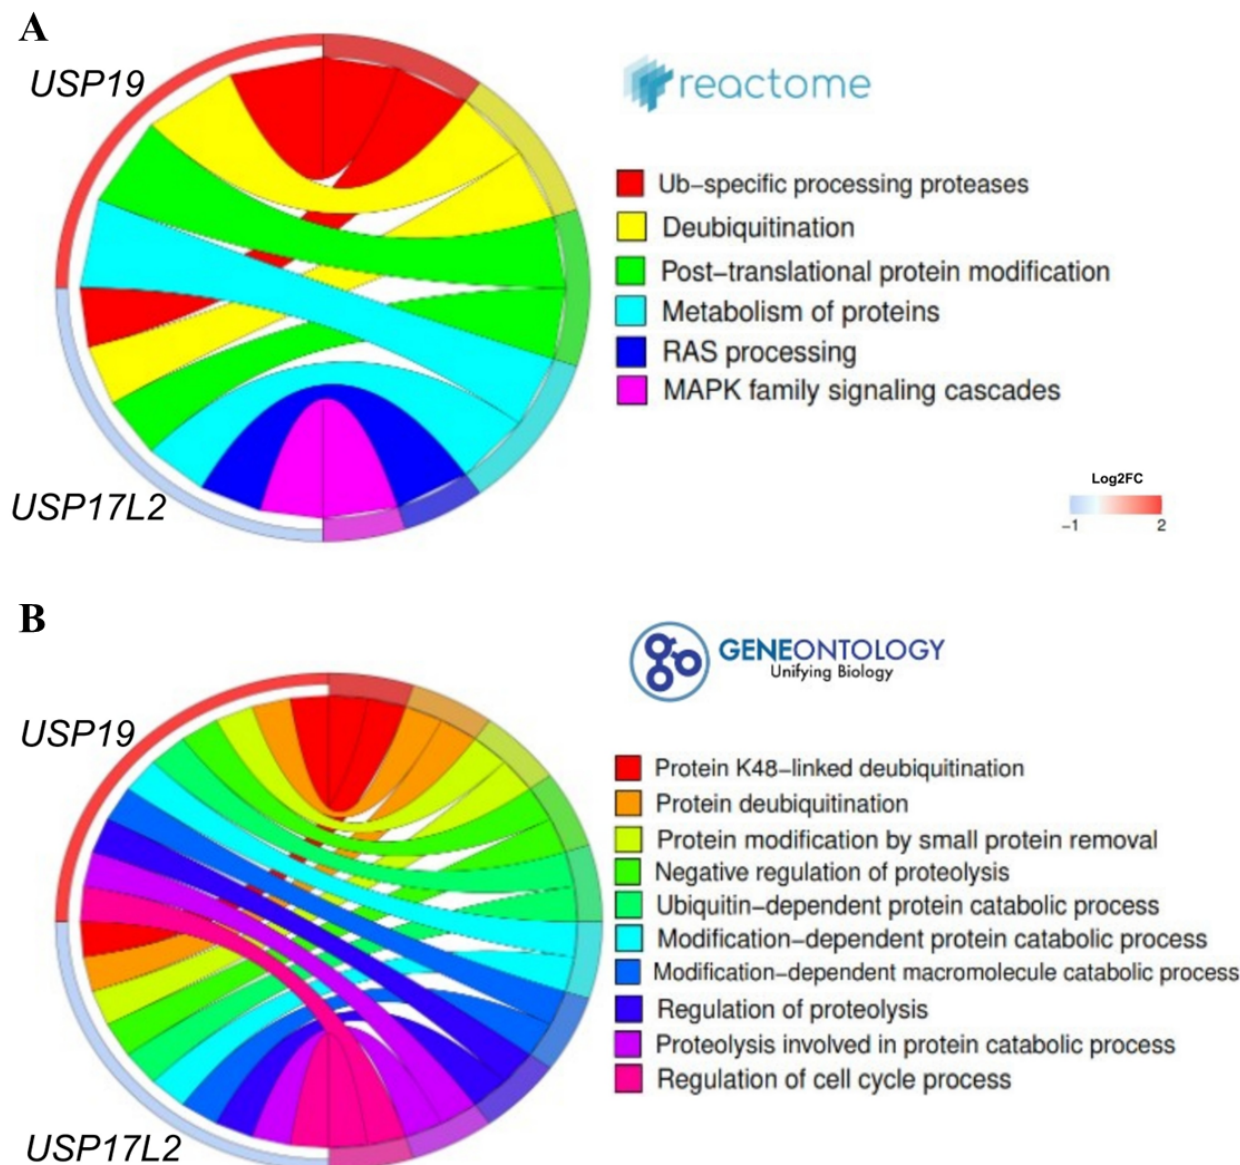 A
USP19
reactome
Ub-specific processing proteases
Deubiquitination
Post-translational protein modification
Metabolism of proteins
RAS processing
MAPK family signaling cascades
Log2FC
-1 2
USP17L2
B
GENEONTOLOGY
Unifying Biology
USP19
Protein K48-linked deubiquitination
Protein deubiquitination
Protein modification by small protein removal
Negative regulation of proteolysis
Ubiquitin-dependent protein catabolic process
Modification-dependent protein catabolic process
Modification-dependent macromolecule catabolic process
Regulation of proteolysis
Proteolysis involved in protein catabolic process
Regulation of cell cycle process
USP17L2